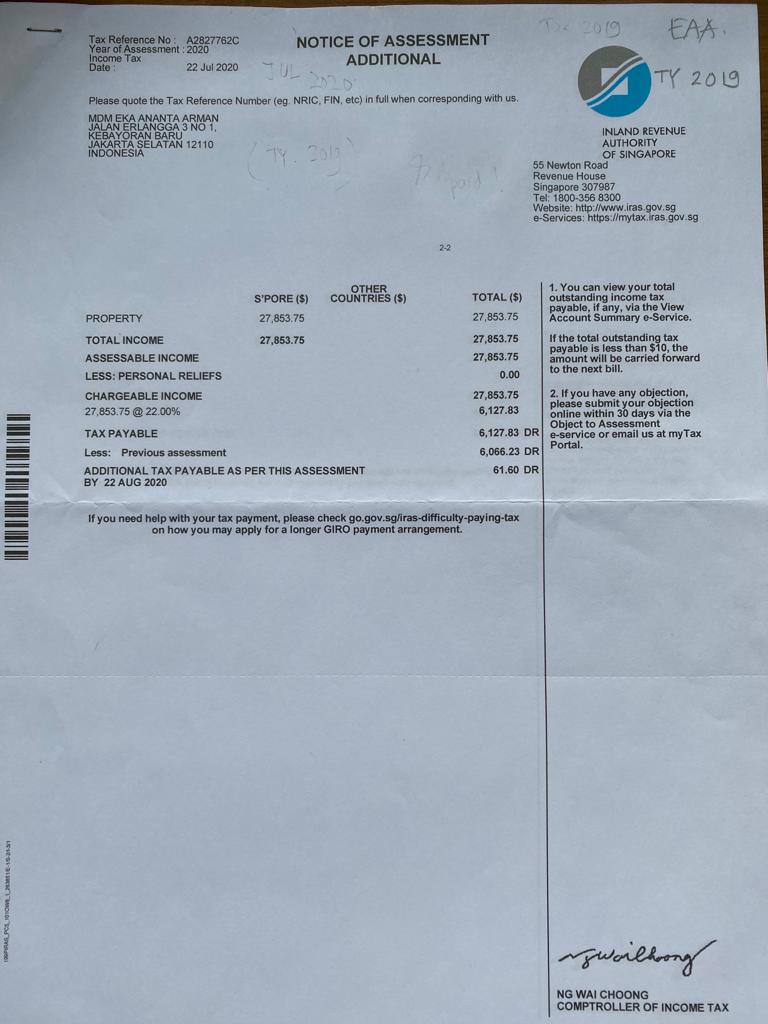 Tax 2019
EAA.
TY 2019
Tax Reference No : A2827762C
Year of Assessment : 2020
Income Tax
Date : 22 Jul 2020
JUL 2020
NOTICE OF ASSESSMENT
ADDITIONAL
Please quote the Tax Reference Number (eg. NRIC, FIN, etc) in full when corresponding with us.
MDM EKA ANANTA ARMAN
JALAN ERLANGGA 3 NO 1,
KEBAYORAN BARU
JAKARTA SELATAN 12110
INDONESIA
(TY. 2019)
paid !
INLAND REVENUE
AUTHORITY
OF SINGAPORE
55 Newton Road
Revenue House
Singapore 307987
Tel: 1800-356 8300
Website: http://www.iras.gov.sg
e-Services: https://mytax.iras.gov.sg
2-2
S'PORE ($) OTHER COUNTRIES ($) TOTAL ($)
PROPERTY 27,853.75 27,853.75
TOTAL INCOME 27,853.75 27,853.75
ASSESSABLE INCOME 27,853.75
LESS: PERSONAL RELIEFS 0.00
CHARGEABLE INCOME 27,853.75
27,853.75 @ 22.00% 6,127.83
TAX PAYABLE 6,127.83 DR
Less: Previous assessment 6,066.23 DR
ADDITIONAL TAX PAYABLE AS PER THIS ASSESSMENT 61.60 DR
BY 22 AUG 2020
If you need help with your tax payment, please check go.gov.sg/iras-difficulty-paying-tax
on how you may apply for a longer GIRO payment arrangement.
1. You can view your total
outstanding income tax
payable, if any, via the View
Account Summary e-Service.
If the total outstanding tax
payable is less than $10, the
amount will be carried forward
to the next bill.
2. If you have any objection,
please submit your objection
online within 30 days via the
Object to Assessment
e-service or email us at myTax
Portal.
NG WAI CHOONG
COMPTROLLER OF INCOME TAX